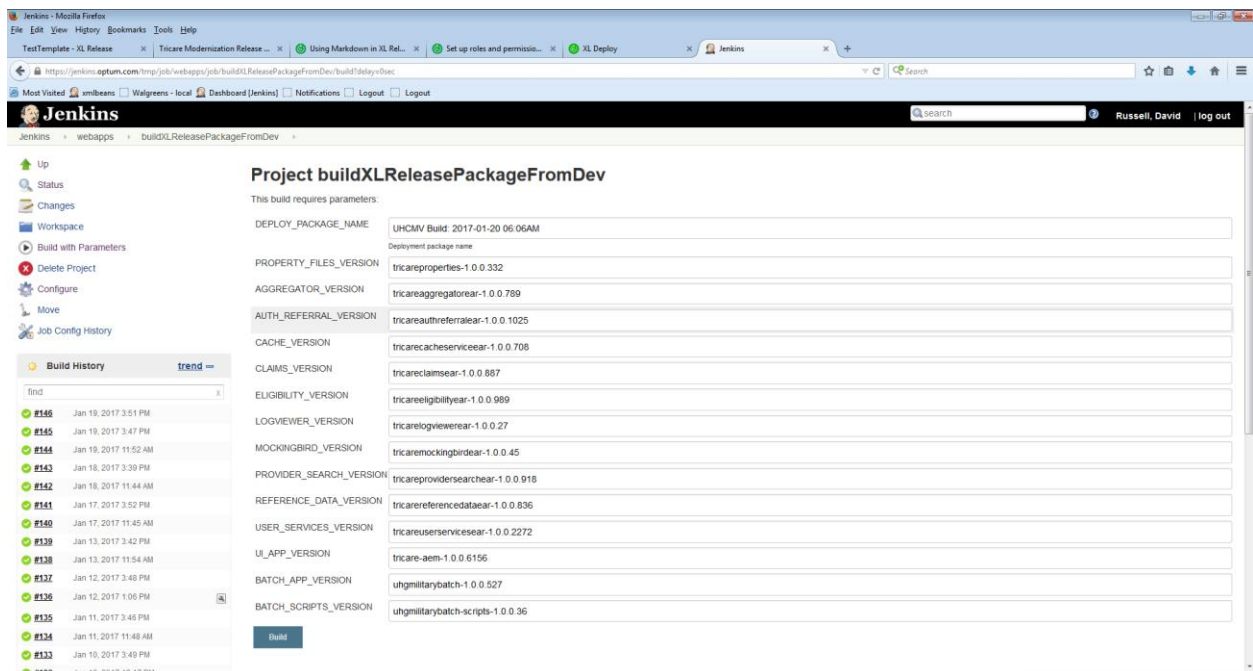 Jenkins - Mozilla Firefox
File Edit View History Bookmarks Tools Help
TestTemplate - XL Release × Tricare Modernization Release ... × Using Markdown in XL Rel... × Set up roles and permissio... × XL Deploy × Jenkins × +
https://jenkins.optum.com/tmp/job/webapps/job/buildXLReleasePackageFromDev/build?delay=0sec Search
Most Visited xmlbeans Walgreens - local Dashboard [Jenkins] Notifications Logout Logout
Jenkins search Russell, David | log out
Jenkins webapps buildXLReleasePackageFromDev
Up
Status
Changes
Workspace
Build with Parameters
Delete Project
Configure
Move
Job Config History
Build History trend
find x
#146 Jan 19, 2017 3:51 PM
#145 Jan 19, 2017 3:47 PM
#144 Jan 19, 2017 11:52 AM
#143 Jan 18, 2017 3:39 PM
#142 Jan 18, 2017 11:44 AM
#141 Jan 17, 2017 3:52 PM
#140 Jan 17, 2017 11:45 AM
#139 Jan 13, 2017 3:42 PM
#138 Jan 13, 2017 11:54 AM
#137 Jan 12, 2017 3:48 PM
#136 Jan 12, 2017 1:06 PM
#135 Jan 11, 2017 3:46 PM
#134 Jan 11, 2017 11:48 AM
#133 Jan 10, 2017 3:49 PM
Project buildXLReleasePackageFromDev
This build requires parameters:
DEPLOY_PACKAGE_NAME UHCMV Build: 2017-01-20 06:06AM
Deployment package name
PROPERTY_FILES_VERSION tricareproperties-1.0.0.332
AGGREGATOR_VERSION tricareaggregatorear-1.0.0.789
AUTH_REFERRAL_VERSION tricareauthreferralear-1.0.0.1025
CACHE_VERSION tricarecacheserviceear-1.0.0.708
CLAIMS_VERSION tricareclaimsear-1.0.0.887
ELIGIBILITY_VERSION tricareeligibilityear-1.0.0.989
LOGVIEWER_VERSION tricarelogviewerear-1.0.0.27
MOCKINGBIRD_VERSION tricaremockingbirdear-1.0.0.45
PROVIDER_SEARCH_VERSION tricareprovidersearchear-1.0.0.918
REFERENCE_DATA_VERSION tricarereferencedataear-1.0.0.836
USER_SERVICES_VERSION tricareuserservicesear-1.0.0.2272
UI_APP_VERSION tricare-aem-1.0.0.6156
BATCH_APP_VERSION uhgmilitarybatch-1.0.0.527
BATCH_SCRIPTS_VERSION uhgmilitarybatch-scripts-1.0.0.36
Build